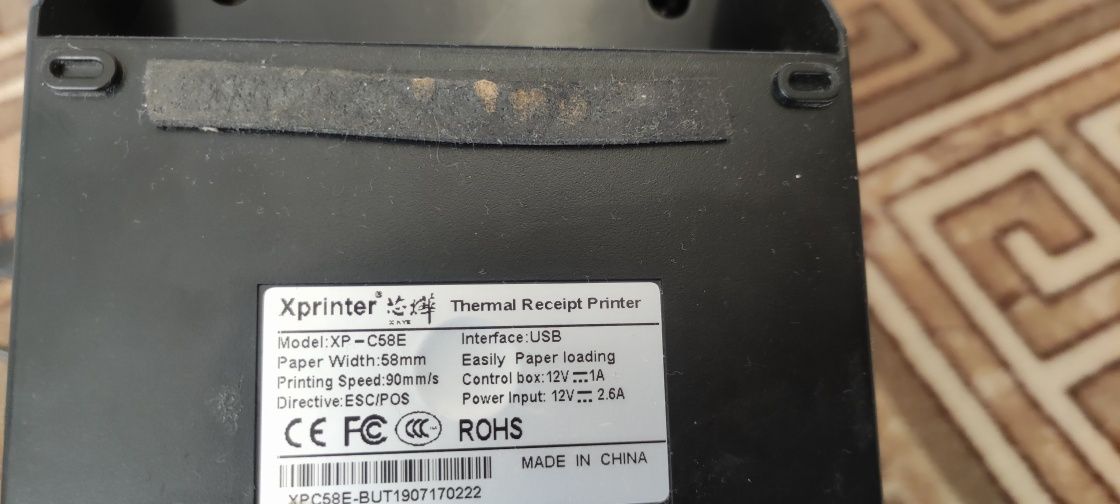 Xprinter® 芯烨 Thermal Receipt Printer
XINYE
Model:XP-C58E Interface:USB
Paper Width:58mm Easily Paper loading
Printing Speed:90mm/s Control box:12V⎓1A
Directive:ESC/POS Power Input: 12V⎓ 2.6A
CE FC CCC ROHS
MADE IN CHINA
XPC58E-BUT1907170222